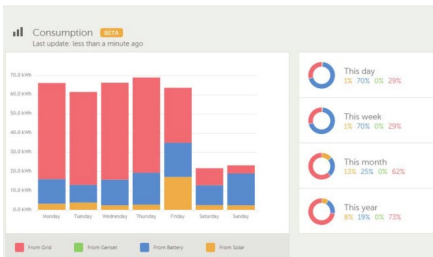 Consumption BETA
Last update: less than a minute ago
70,0 kWh
60,0 kWh
50,0 kWh
40,0 kWh
30,0 kWh
20,0 kWh
10,0 kWh
0,0 kWh
Monday Tuesday Wednesday Thursday Friday Saturday Sunday
From Grid From Genset From Battery From Solar
This day
1% 70% 0% 29%
This week
1% 70% 0% 29%
This month
13% 25% 0% 62%
This year
8% 19% 0% 73%